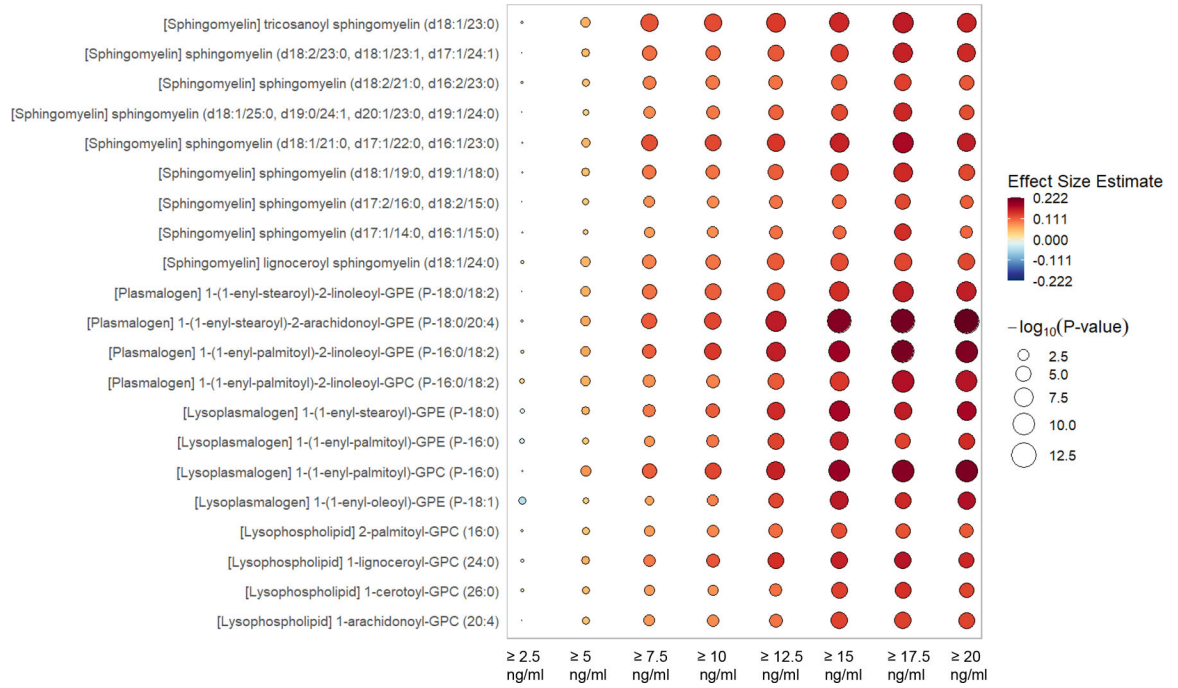 [Sphingomyelin] tricosanoyl sphingomyelin (d18:1/23:0)
[Sphingomyelin] sphingomyelin (d18:2/23:0, d18:1/23:1, d17:1/24:1)
[Sphingomyelin] sphingomyelin (d18:2/21:0, d16:2/23:0)
[Sphingomyelin] sphingomyelin (d18:1/25:0, d19:0/24:1, d20:1/23:0, d19:1/24:0)
[Sphingomyelin] sphingomyelin (d18:1/21:0, d17:1/22:0, d16:1/23:0)
[Sphingomyelin] sphingomyelin (d18:1/19:0, d19:1/18:0)
[Sphingomyelin] sphingomyelin (d17:2/16:0, d18:2/15:0)
[Sphingomyelin] sphingomyelin (d17:1/14:0, d16:1/15:0)
[Sphingomyelin] lignoceroyl sphingomyelin (d18:1/24:0)
[Plasmalogen] 1-(1-enyl-stearoyl)-2-linoleoyl-GPE (P-18:0/18:2)
[Plasmalogen] 1-(1-enyl-stearoyl)-2-arachidonoyl-GPE (P-18:0/20:4)
[Plasmalogen] 1-(1enyl-palmitoyl)-2-linoleoyl-GPE (P-16:0/18:2)
[Plasmalogen] 1-(1enyl-palmitoyl)-2-linoleoyl-GPC (P-16:0/18:2)
[Lysoplasmalogen] 1-(1-enyl-stearoyl)-GPE (P-18:0)
[Lysoplasmalogen] 1-(1-enyl-palmitoyl)-GPE (P-16:0)
[Lysoplasmalogen] 1-(1-enyl-palmitoyl)-GPC (P-16:0)
[Lysoplasmalogen] 1-(1-enyl-oleoyl)-GPE (P-18:1)
[Lysophospholipid] 2-palmitoyl-GPC (16:0)
[Lysophospholipid] 1-lignoceroyl-GPC (24:0)
[Lysophospholipid] 1-cerotoyl-GPC (26:0)
[Lysophospholipid] 1-arachidonoyl-GPC (20:4)
≥ 2.5 ng/ml
≥ 5 ng/ml
≥ 7.5 ng/ml
≥ 10 ng/ml
≥ 12.5 ng/ml
≥ 15 ng/ml
≥ 17.5 ng/ml
≥ 20 ng/ml
Effect Size Estimate
0.222
0.111
0.000
-0.111
-0.222
−log₁₀(P-value)
2.5
5.0
7.5
10.0
12.5